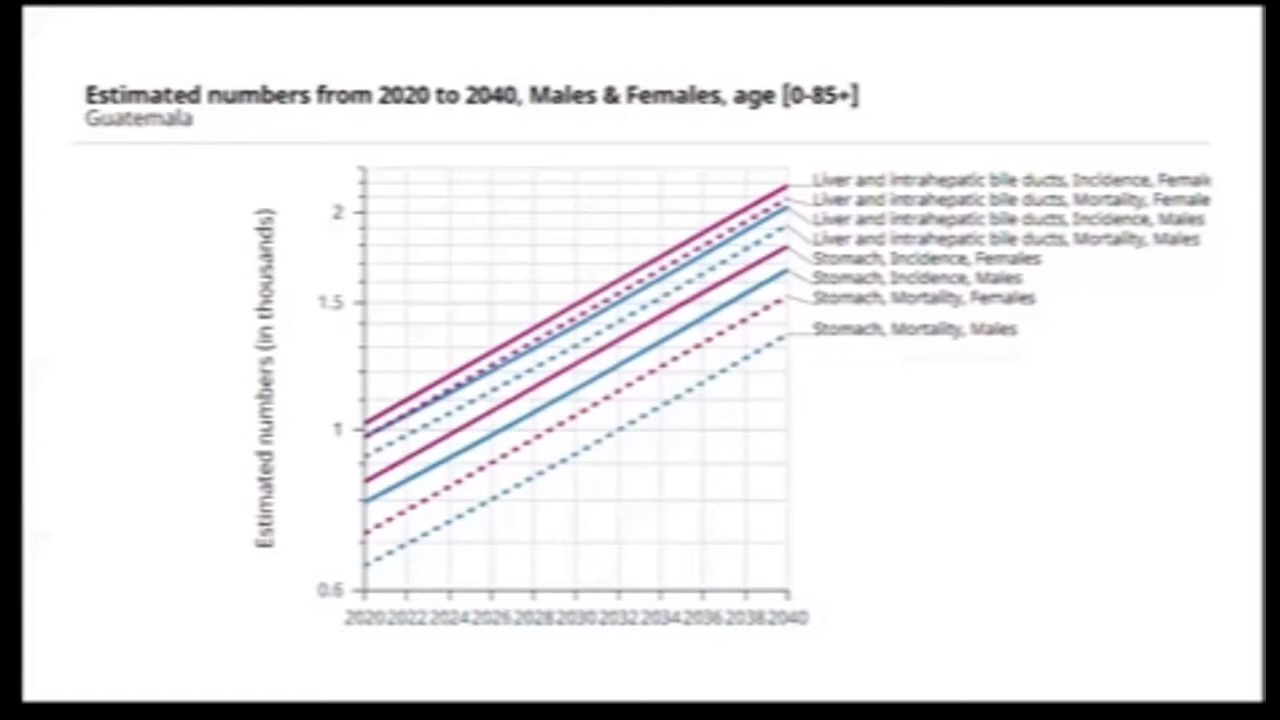 Estimated numbers from 2020 to 2040, Males & Females, age [0-85+]
Guatemala
Estimated numbers (in thousands)
2
1.5
1
0.6
2020 2022 2024 2026 2028 2030 2032 2034 2036 2038 2040
Liver and intrahepatic bile ducts, Incidence, Femal
Liver and intrahepatic bile ducts, Mortality, Female
Liver and intrahepatic bile ducts, Incidence, Males
Liver and intrahepatic bile ducts, Mortality, Males
Stomach, Incidence, Females
Stomach, Incidence, Males
Stomach, Mortality, Females
Stomach, Mortality, Males